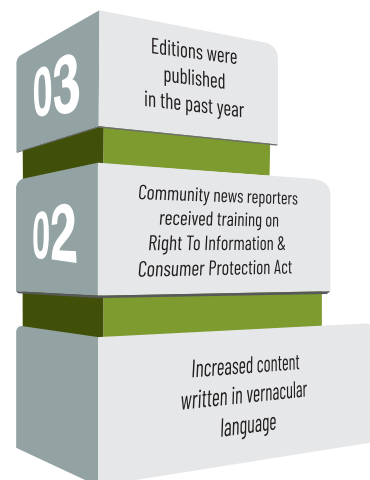 03
Editions were
published
in the past year
02
Community news reporters
received training on
Right To Information &
Consumer Protection Act
Increased content
written in vernacular
language